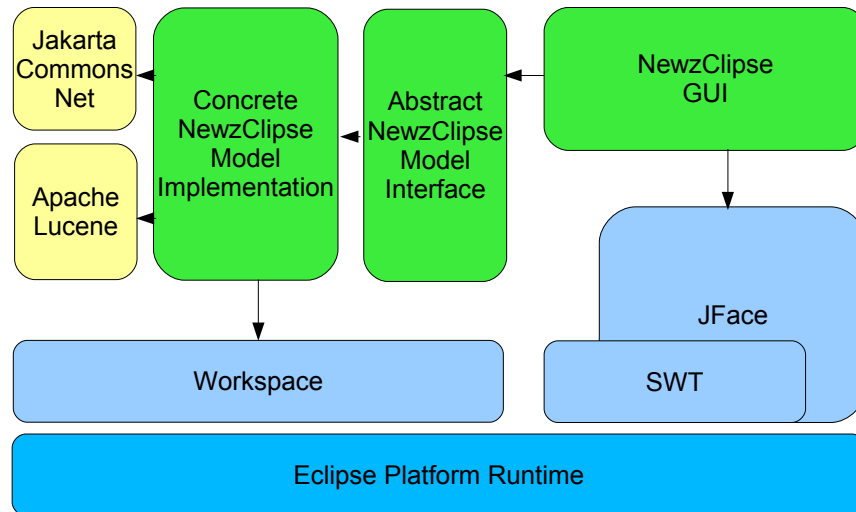 Jakarta
Commons
Net
Concrete
NewzClipse
Model
Implementation
Abstract
NewzClipse
Model
Interface
NewzClipse
GUI
Apache
Lucene
JFace
Workspace
SWT
Eclipse Platform Runtime